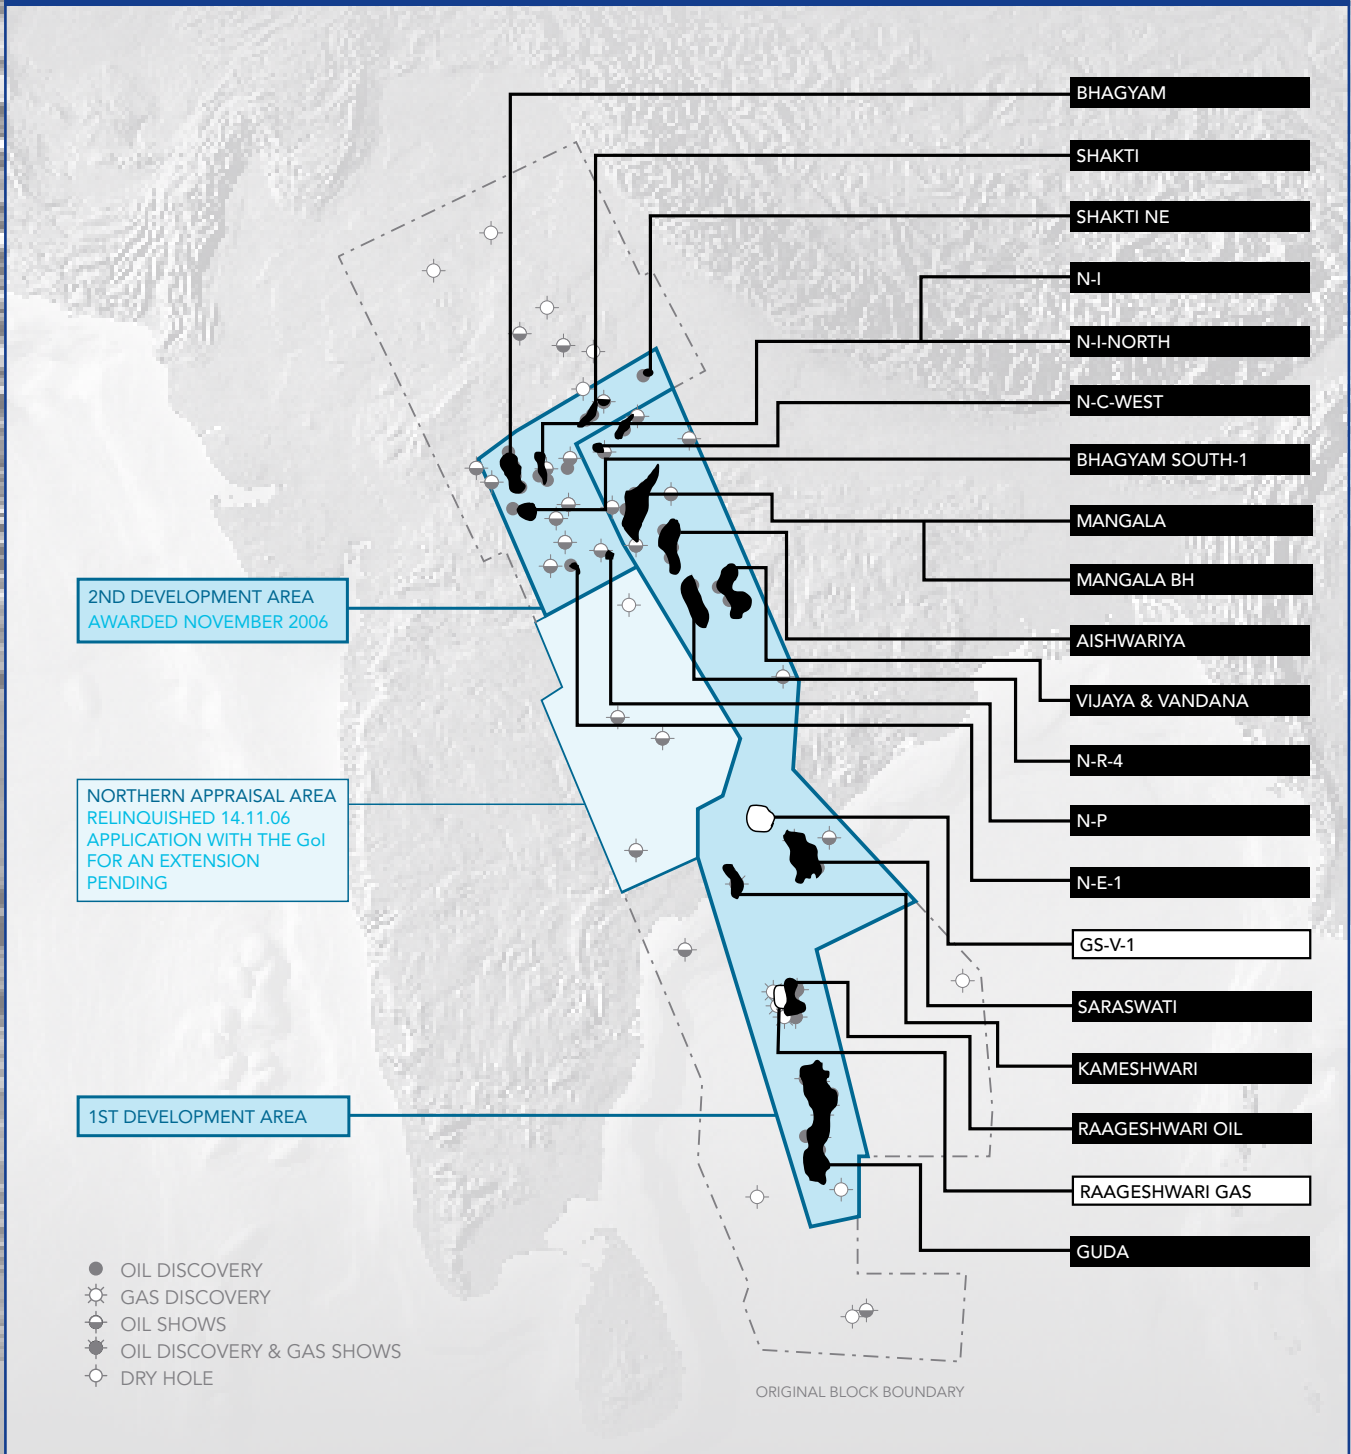 BHAGYAM
SHAKTI
SHAKTI NE
N-I
N-I-NORTH
N-C-WEST
BHAGYAM SOUTH-1
MANGALA
MANGALA BH
AISHWARIYA
VIJAYA & VANDANA
N-R-4
N-P
N-E-1
GS-V-1
SARASWATI
KAMESHWARI
RAAGESHWARI OIL
RAAGESHWARI GAS
GUDA
2ND DEVELOPMENT AREA
AWARDED NOVEMBER 2006
NORTHERN APPRAISAL AREA
RELINQUISHED 14.11.06
APPLICATION WITH THE GoI
FOR AN EXTENSION
PENDING
1ST DEVELOPMENT AREA
OIL DISCOVERY
GAS DISCOVERY
OIL SHOWS
OIL DISCOVERY & GAS SHOWS
DRY HOLE
ORIGINAL BLOCK BOUNDARY